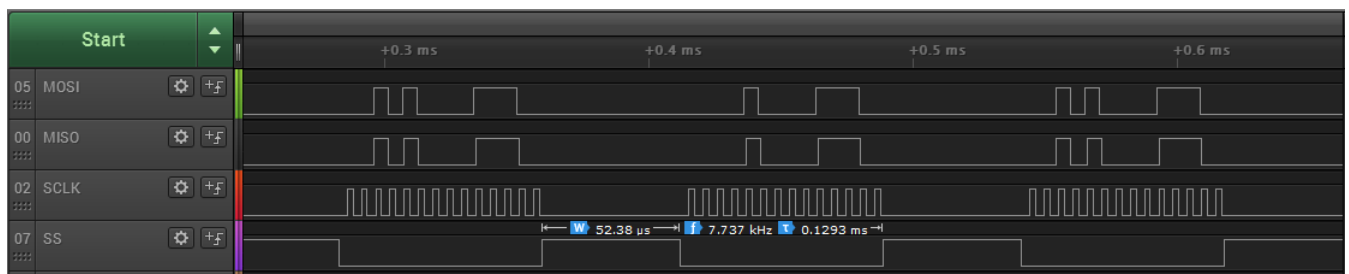 Start
+0.3 ms +0.4 ms +0.5 ms +0.6 ms
05 MOSI
00 MISO
02 SCLK
W 52.38 µs f 7.737 kHz τ 0.1293 ms
07 SS